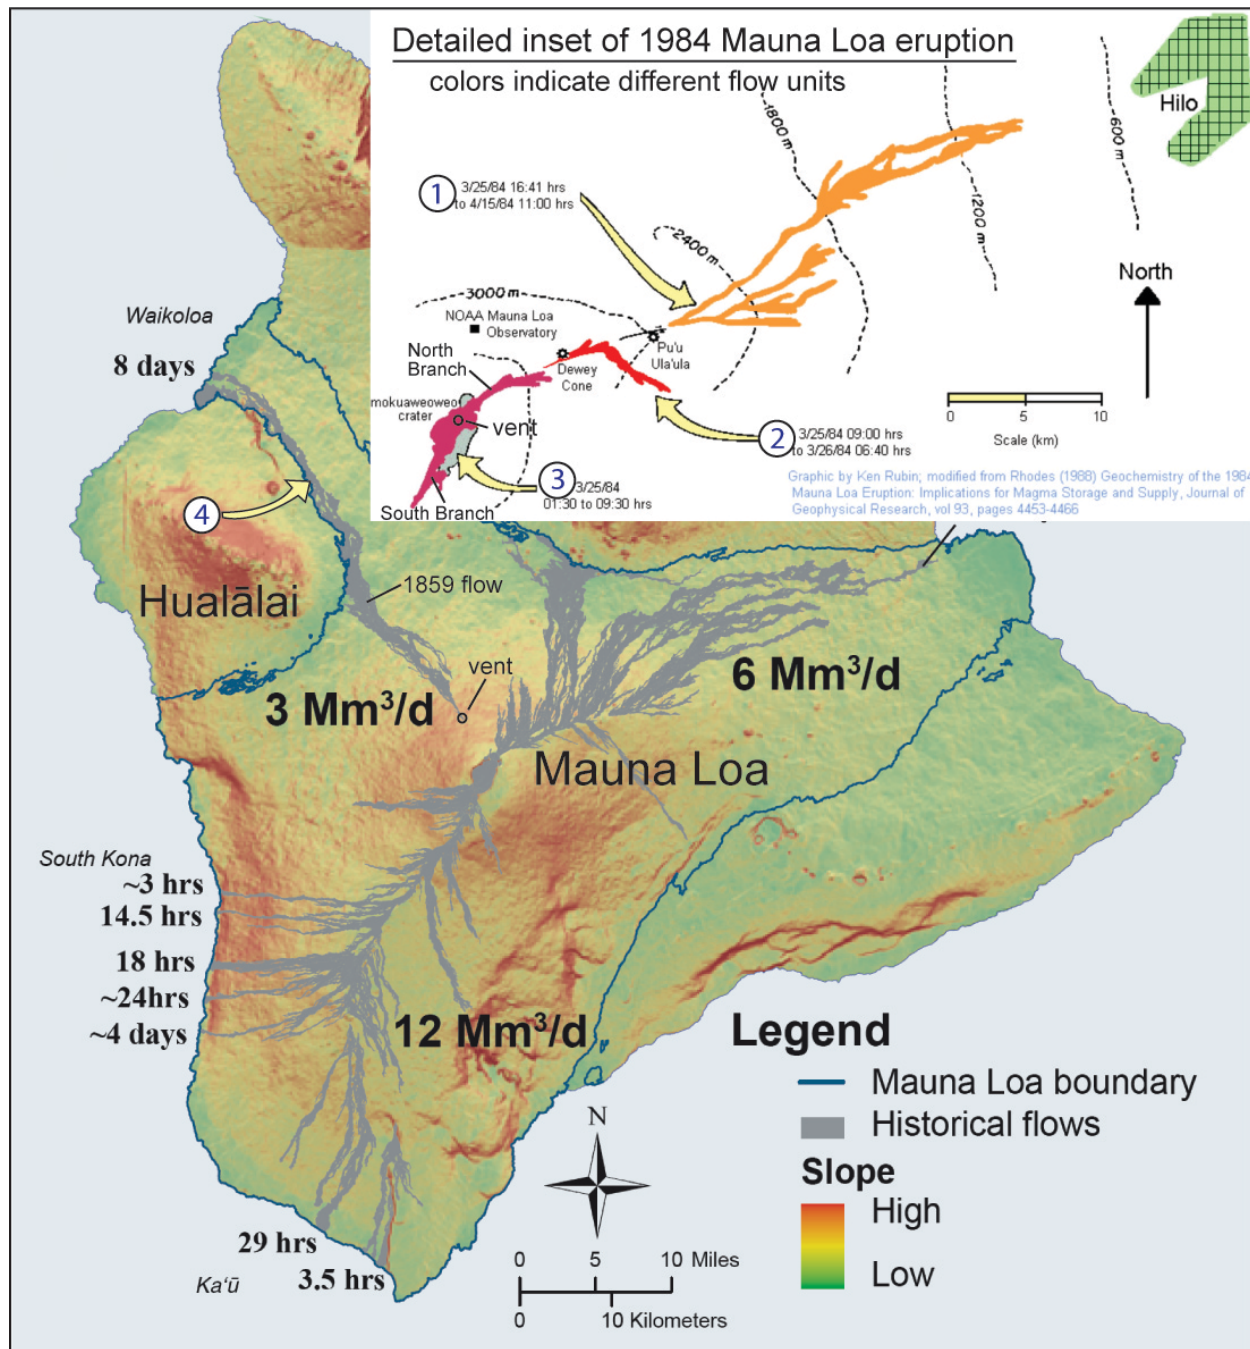 Detailed inset of 1984 Mauna Loa eruption
colors indicate different flow units
Hilo
1800 m
600 m
1200 m
2400 m
3000 m
1
3/25/84 16:41 hrs
to 4/15/84 11:00 hrs
North
NOAA Mauna Loa
Observatory
Pu'u
Ula'ula
North
Branch
Dewey
Cone
mokuaweoweo
crater
vent
0 5 10
Scale (km)
2
3/25/84 09:00 hrs
to 3/26/84 06:40 hrs
3
3/25/84
01:30 to 09:30 hrs
South Branch
Graphic by Ken Rubin; modified from Rhodes (1988) Geochemistry of the 1984
Mauna Loa Eruption: Implications for Magma Storage and Supply, Journal of
Geophysical Research, vol 93, pages 4453-4466
Waikoloa
8 days
4
Hualālai
1859 flow
vent
3 Mm³/d
6 Mm³/d
Mauna Loa
South Kona
~3 hrs
14.5 hrs
18 hrs
~24hrs
~4 days
12 Mm³/d
29 hrs
3.5 hrs
Ka‘ū
N
0 5 10 Miles
0 10 Kilometers
Legend
Mauna Loa boundary
Historical flows
Slope
High
Low